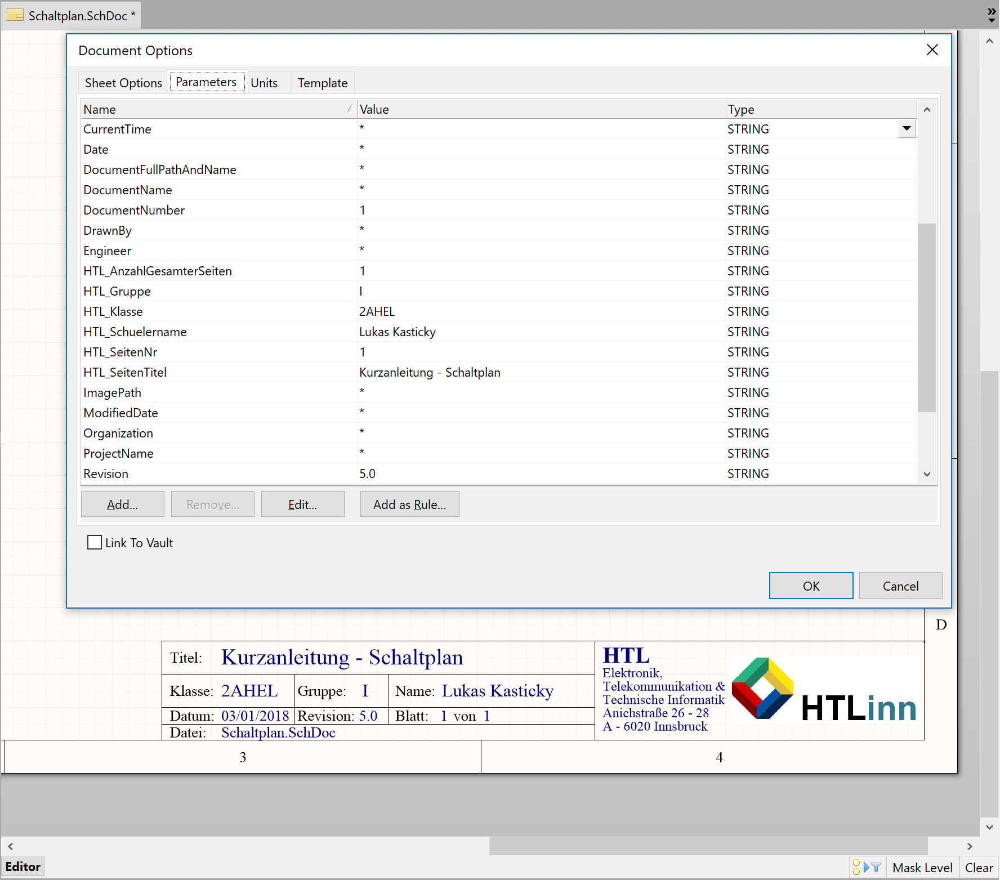 Schaltplan.SchDoc *
Document Options
Sheet Options Parameters Units Template
Name Value Type
CurrentTime * STRING
Date * STRING
DocumentFullPathAndName * STRING
DocumentName * STRING
DocumentNumber 1 STRING
DrawnBy * STRING
Engineer * STRING
HTL_AnzahlGesamterSeiten 1 STRING
HTL_Gruppe I STRING
HTL_Klasse 2AHEL STRING
HTL_Schuelername Lukas Kasticky STRING
HTL_SeitenNr 1 STRING
HTL_SeitenTitel Kurzanleitung - Schaltplan STRING
ImagePath * STRING
ModifiedDate * STRING
Organization * STRING
ProjectName * STRING
Revision 5.0 STRING
Add... Remove... Edit... Add as Rule...
Link To Vault
OK Cancel
D
Titel: Kurzanleitung - Schaltplan
Klasse: 2AHEL Gruppe: I Name: Lukas Kasticky
Datum: 03/01/2018 Revision: 5.0 Blatt: 1 von 1
Datei: Schaltplan.SchDoc
HTL
Elektronik,
Telekommunikation &
Technische Informatik
Anichstraße 26 - 28
A - 6020 Innsbruck
HTLinn
3 4
Editor Mask Level Clear